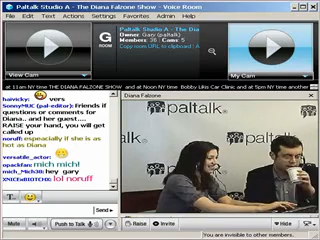 Paltalk Studio A - The Diana Falzone Show - Voice Room
File Edit Text Actions Settings Favorites Admin Help
G
ROOM
Paltalk Studio A - The Dia
Owner: Gary (paltalk)
Members: 36 : Cams: 5
Copy room URL to clipboard
View Cam
My Cam
at 11am NY time THE DIANA FALZONE SHOW and at Noon NY time Bobby Likis Car Clinic and at 5pm NY time another
haivicky: vers
SonnyMUC (pal-editor): Friends if questions or comments for Diana.. and her guest.... RAISE your hand, you will get called up
noruff: espeacially if she is as hot as Diana
versatile_actor:
opackfan: mich mich!
mich_Mich38: hey gary
lol noruff
Diana Falzone
paltalk
paltalk
paltalk
Send
Mute
Push to Talk
Raise
Invite
Hide
You are invisible to other members.